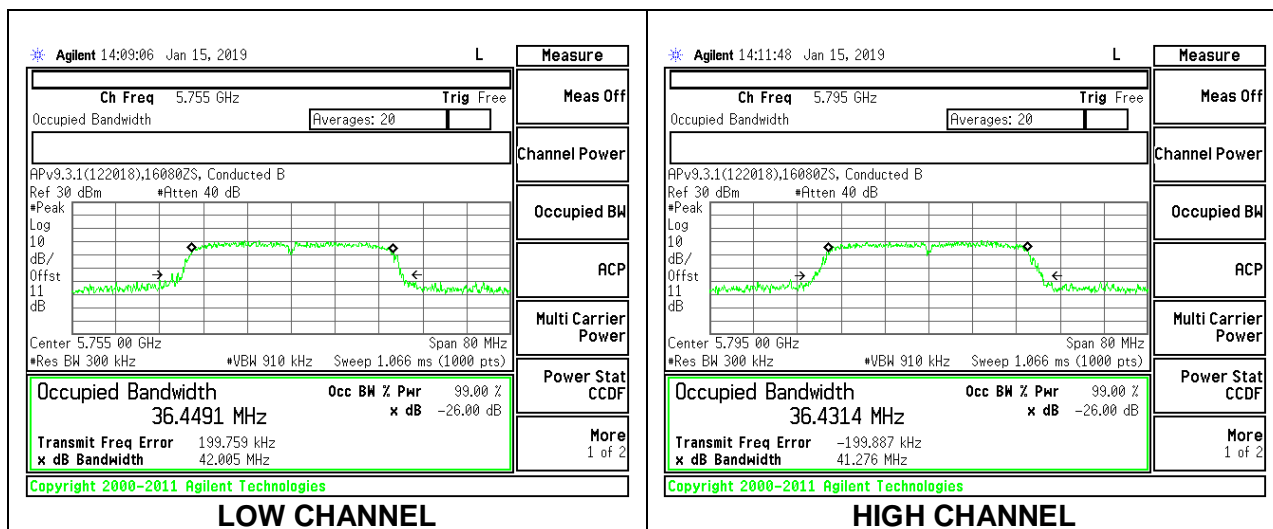 Agilent 14:09:06 Jan 15, 2019 L
Ch Freq 5.755 GHz Trig Free
Occupied Bandwidth Averages: 20
APv9.3.1(122018),16080ZS, Conducted B
Ref 30 dBm #Atten 40 dB
#Peak
Log
10
dB/
Offst
11
dB
Center 5.755 00 GHz Span 80 MHz
#Res BW 300 kHz #VBW 910 kHz Sweep 1.066 ms (1000 pts)
Occupied Bandwidth Occ BW % Pwr 99.00 %
36.4491 MHz x dB -26.00 dB
Transmit Freq Error 199.759 kHz
x dB Bandwidth 42.005 MHz
Copyright 2000-2011 Agilent Technologies
Measure
Meas Off
Channel Power
Occupied BW
ACP
Multi Carrier
Power
Power Stat
CCDF
More
1 of 2
LOW CHANNEL
Agilent 14:11:48 Jan 15, 2019 L
Ch Freq 5.795 GHz Trig Free
Occupied Bandwidth Averages: 20
APv9.3.1(122018),16080ZS, Conducted B
Ref 30 dBm #Atten 40 dB
#Peak
Log
10
dB/
Offst
11
dB
Center 5.795 00 GHz Span 80 MHz
#Res BW 300 kHz #VBW 910 kHz Sweep 1.066 ms (1000 pts)
Occupied Bandwidth Occ BW % Pwr 99.00 %
36.4314 MHz x dB -26.00 dB
Transmit Freq Error -199.887 kHz
x dB Bandwidth 41.276 MHz
Copyright 2000-2011 Agilent Technologies
Measure
Meas Off
Channel Power
Occupied BW
ACP
Multi Carrier
Power
Power Stat
CCDF
More
1 of 2
HIGH CHANNEL